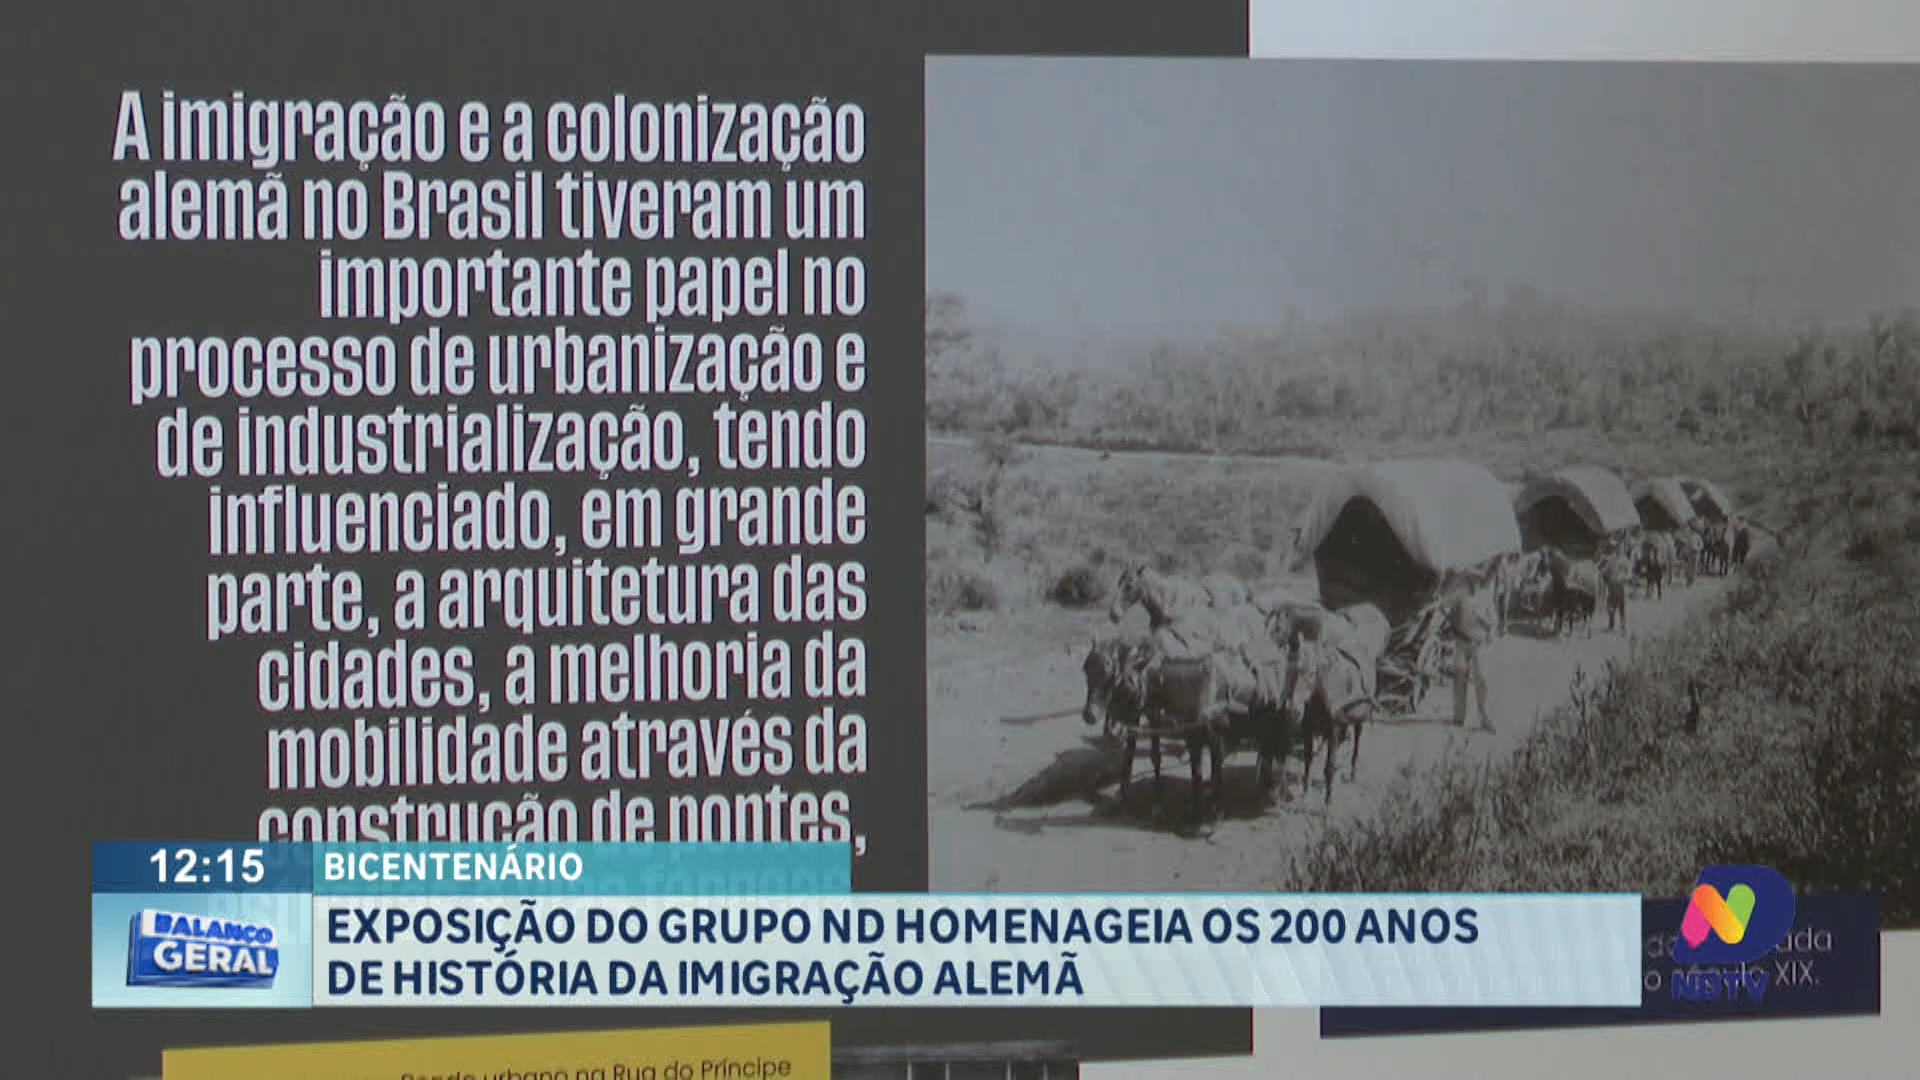 A imigração e a colonização
alemã no Brasil tiveram um
importante papel no
processo de urbanização e
de industrialização, tendo
influenciado, em grande
parte, a arquitetura das
cidades, a melhoria da
mobilidade através da
construção de pontes,
12:15
BICENTENÁRIO
BALANÇO
GERAL
EXPOSIÇÃO DO GRUPO ND HOMENAGEIA OS 200 ANOS
DE HISTÓRIA DA IMIGRAÇÃO ALEMÃ
XIX.
NDTV
urbano na Rua do Príncipe